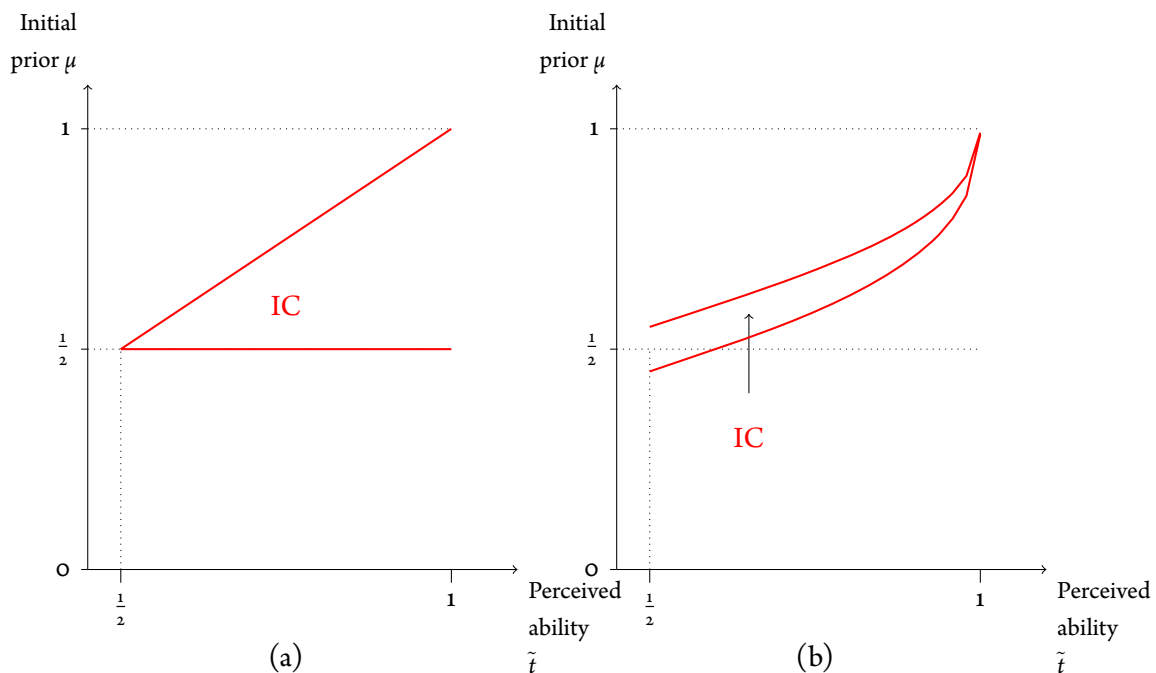 Initial
prior μ
1
IC
1/2
0
1/2
1
Perceived
ability
t̃
(a)
Initial
prior μ
1
1/2
IC
0
1/2
1
Perceived
ability
t̃
(b)